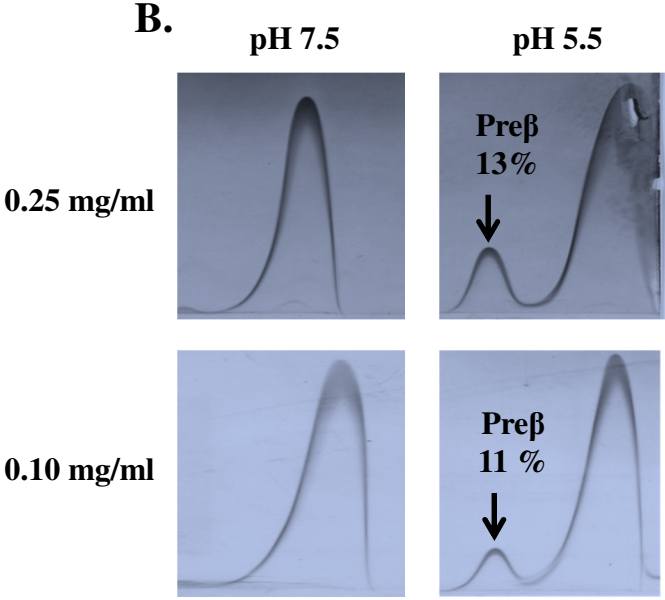 B.
pH 7.5
pH 5.5
0.25 mg/ml
Preβ
13%
0.10 mg/ml
Preβ
11 %